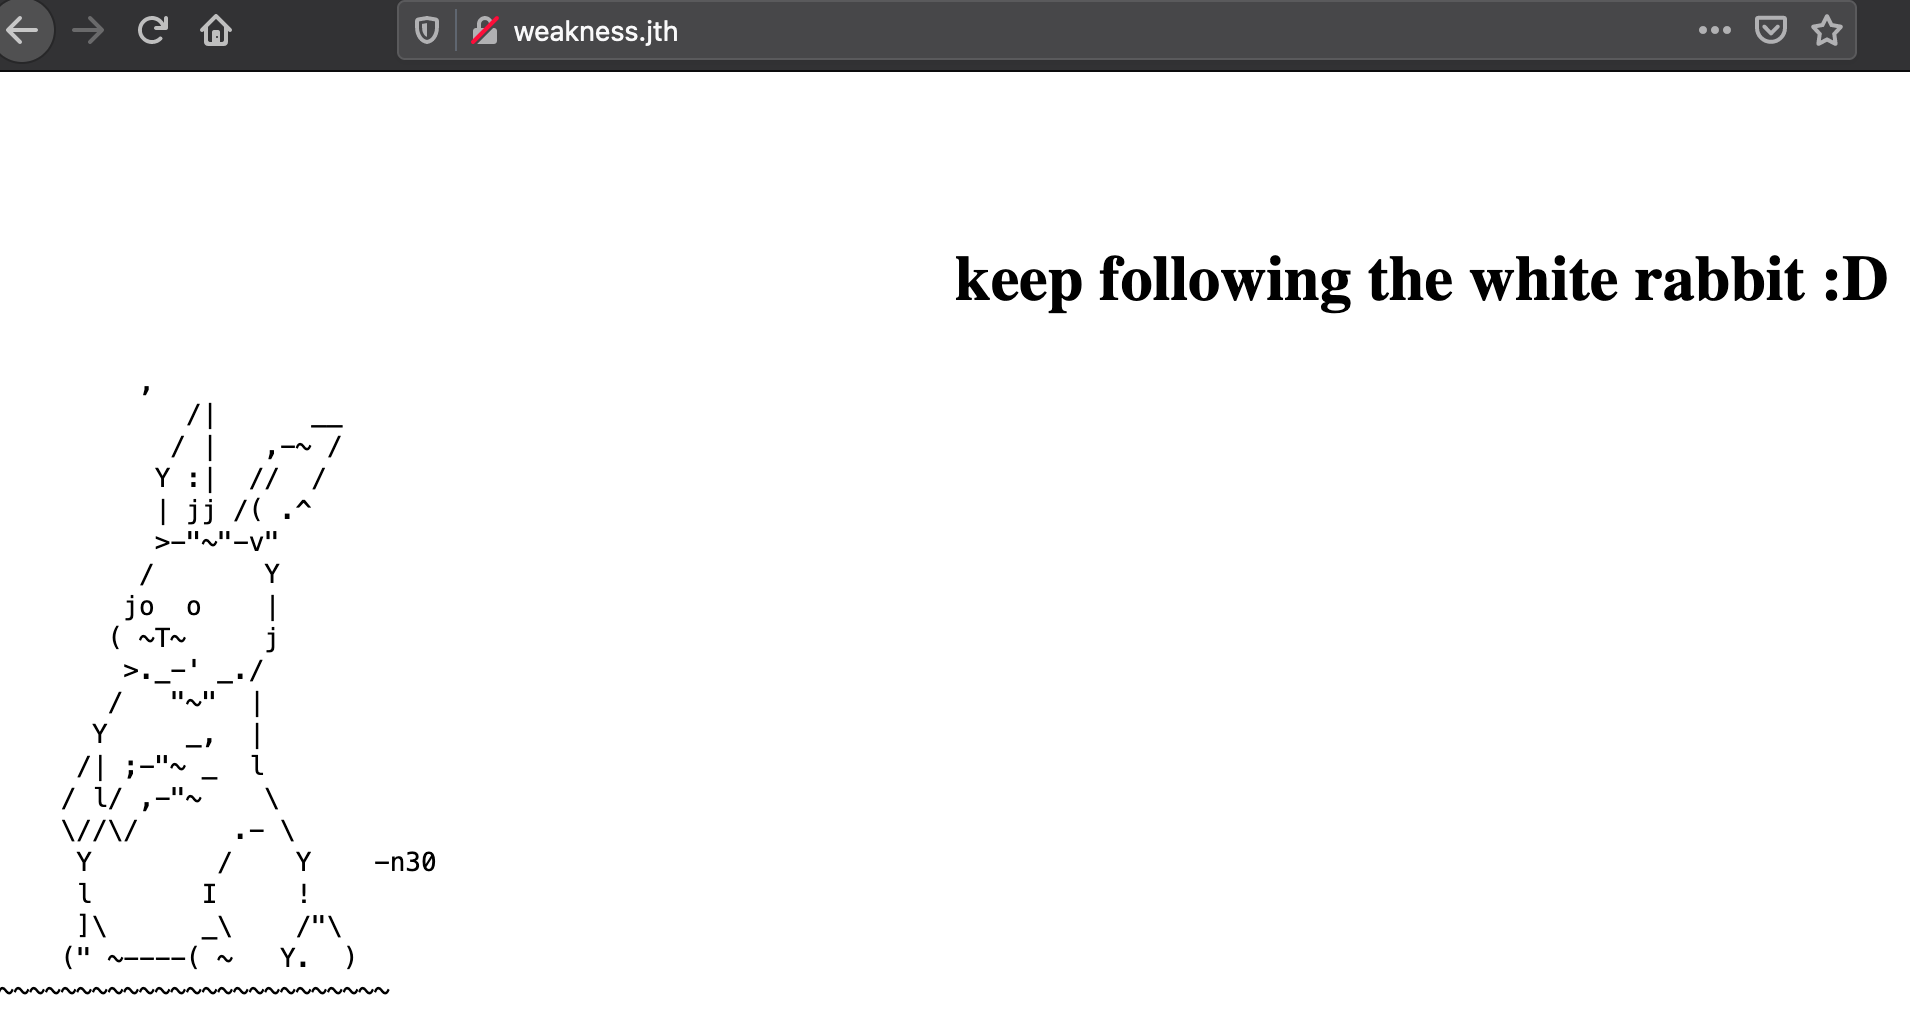 weakness.jth
keep following the white rabbit :D
         ,
            /|      __
           / |   ,-~ /
          Y :|  //  /
          | jj /( .^
          >-"~"-v"
         /       Y
        jo  o    |
       ( ~T~     j
        >._-' _./
       /   "~"  |
      Y     _,  |
     /| ;-"~ _  l
    / l/ ,-"~    \
    \//\/      .- \
     Y        /    Y    -n30
     l       I     !
     ]\      _\    /"\
    (" ~----( ~   Y.  )
~~~~~~~~~~~~~~~~~~~~~~~~~